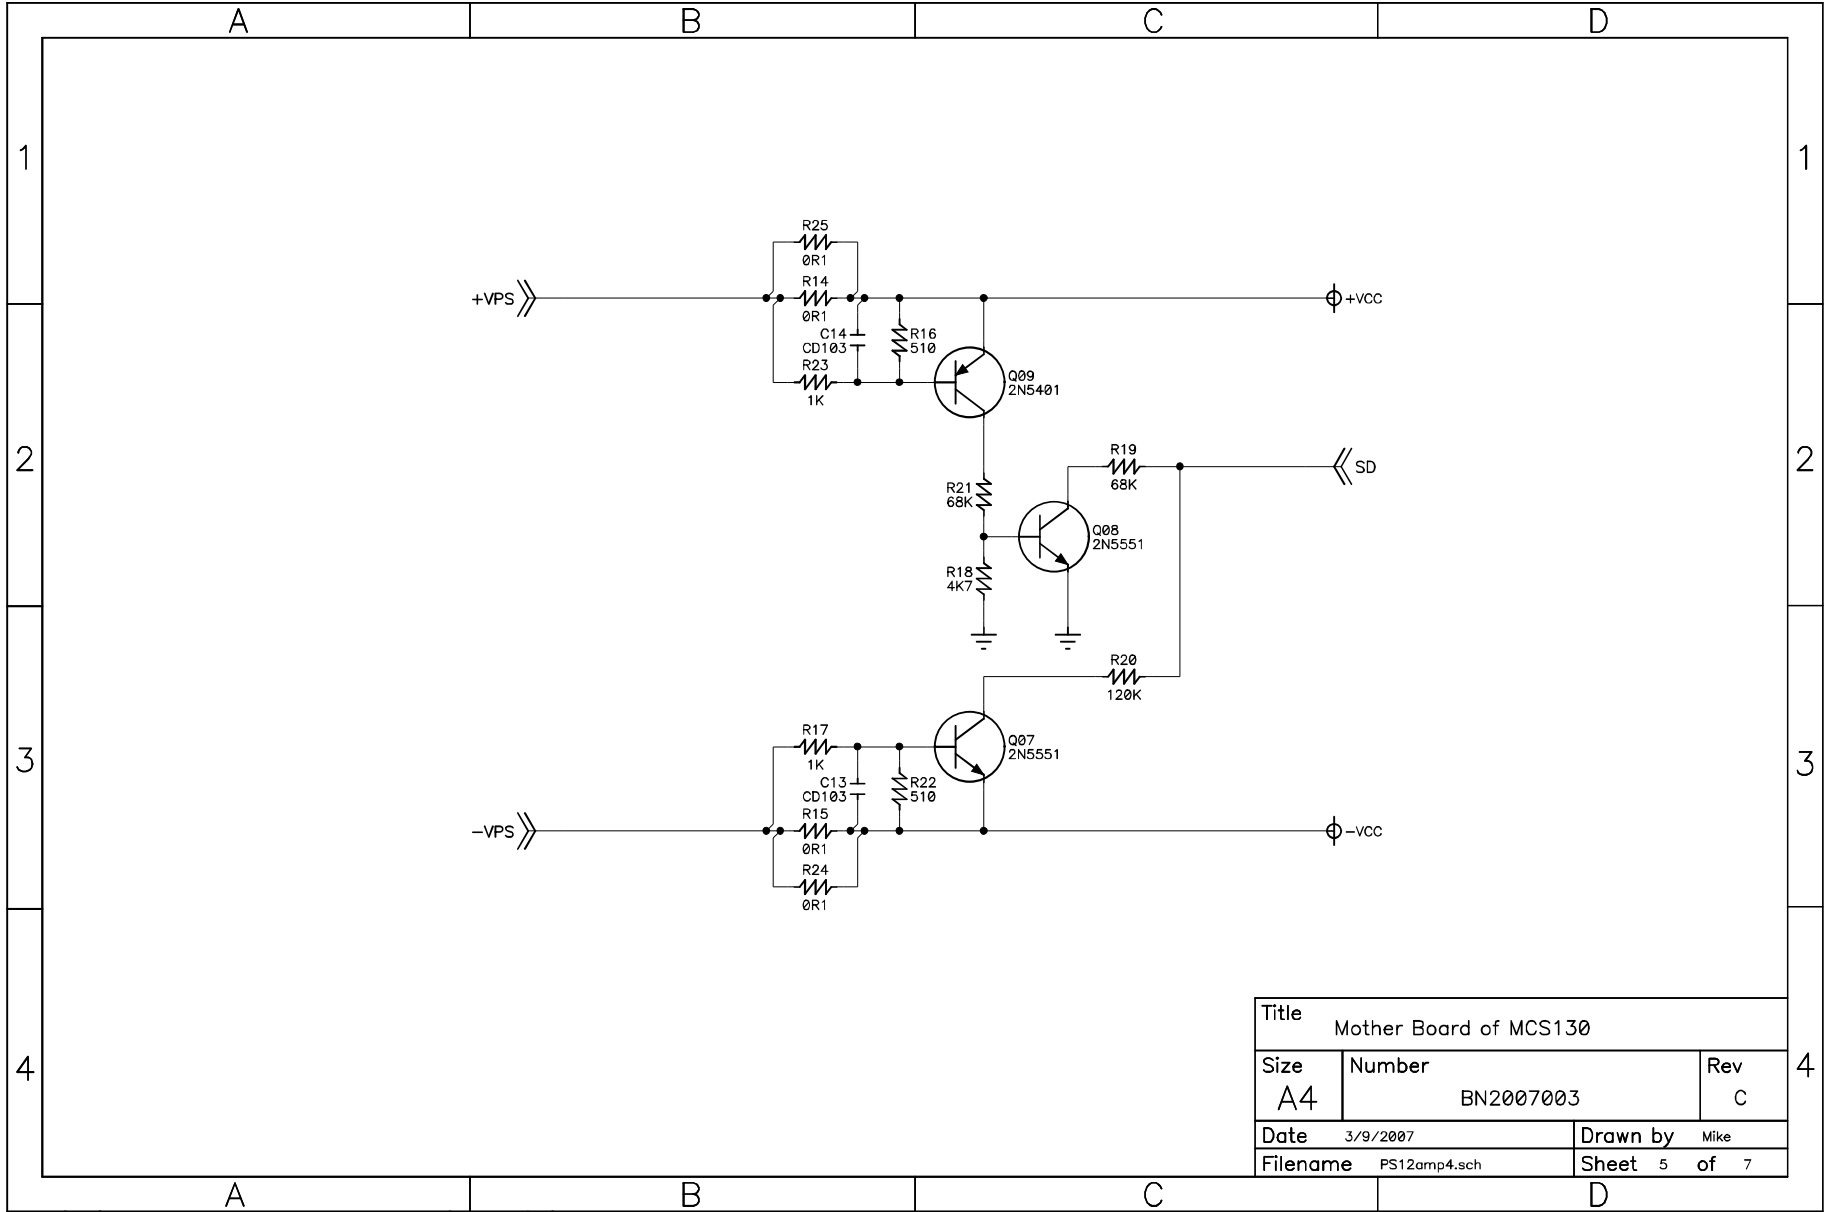 A B C D
1 1
R25
0R1
R14
+VPS +VCC
0R1
C14 R16
CD103 510
R23
Q09
2N5401
1K
R19
2 2
SD
68K
R21
68K
Q08
2N5551
R18
4K7
R20
120K
R17
Q07
2N5551
3 3
1K
C13 R22
CD103 510
R15
-VPS -VCC
0R1
R24
0R1
Title
Mother Board of MCS130
4 4
Size Number Rev
A4 BN2007003 C
Date 3/9/2007 Drawn by Mike
Filename PS12amp4.sch Sheet 5 of 7
A B C D